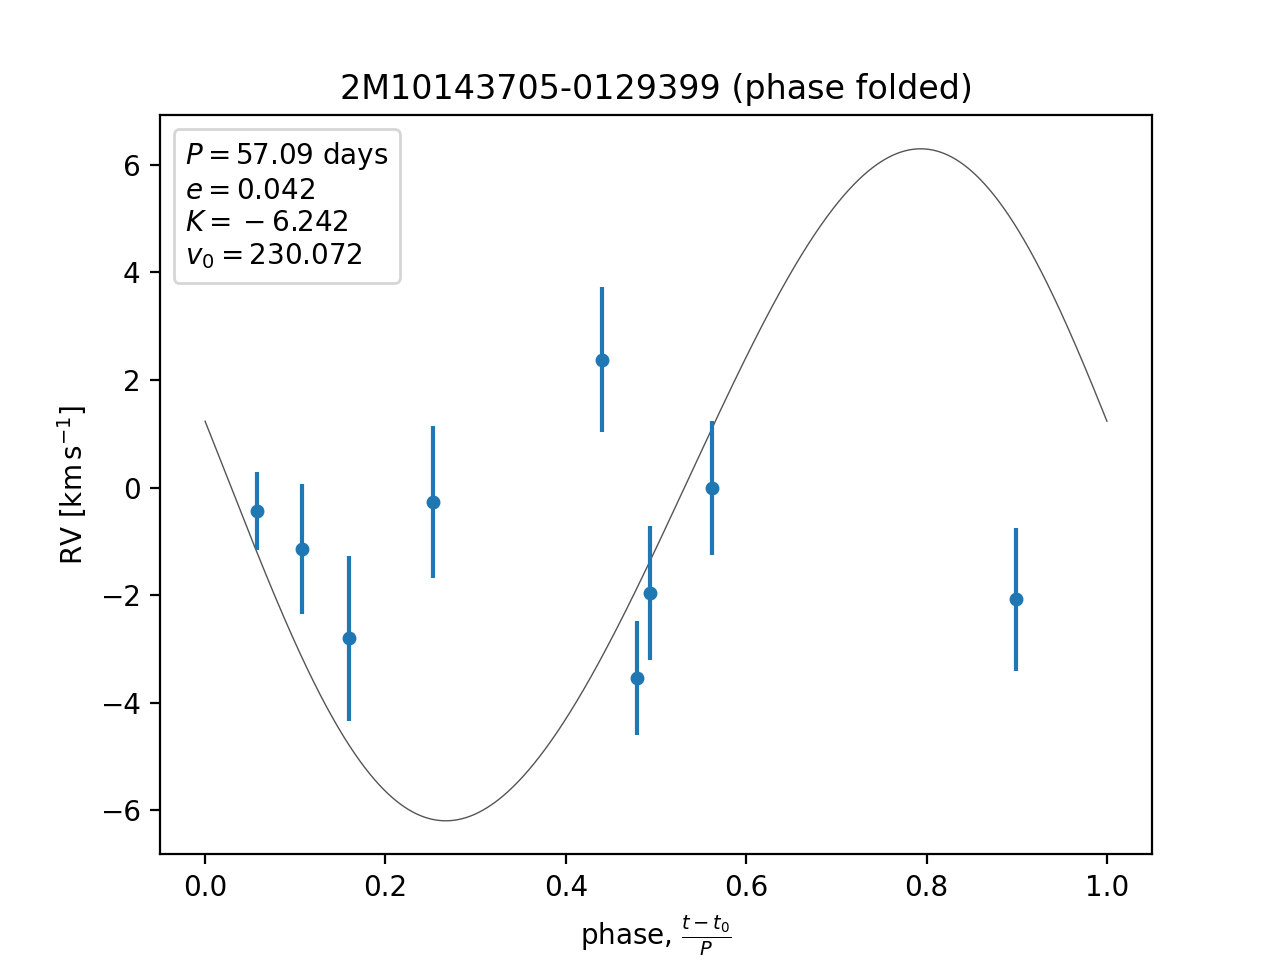 2M10143705-0129399 (phase folded)
P = 57.09 days
e = 0.042
K = −6.242
v₀ = 230.072
6
4
2
0
−2
−4
−6
RV [km s⁻¹]
0.0 0.2 0.4 0.6 0.8 1.0
phase, (t − t₀)/P